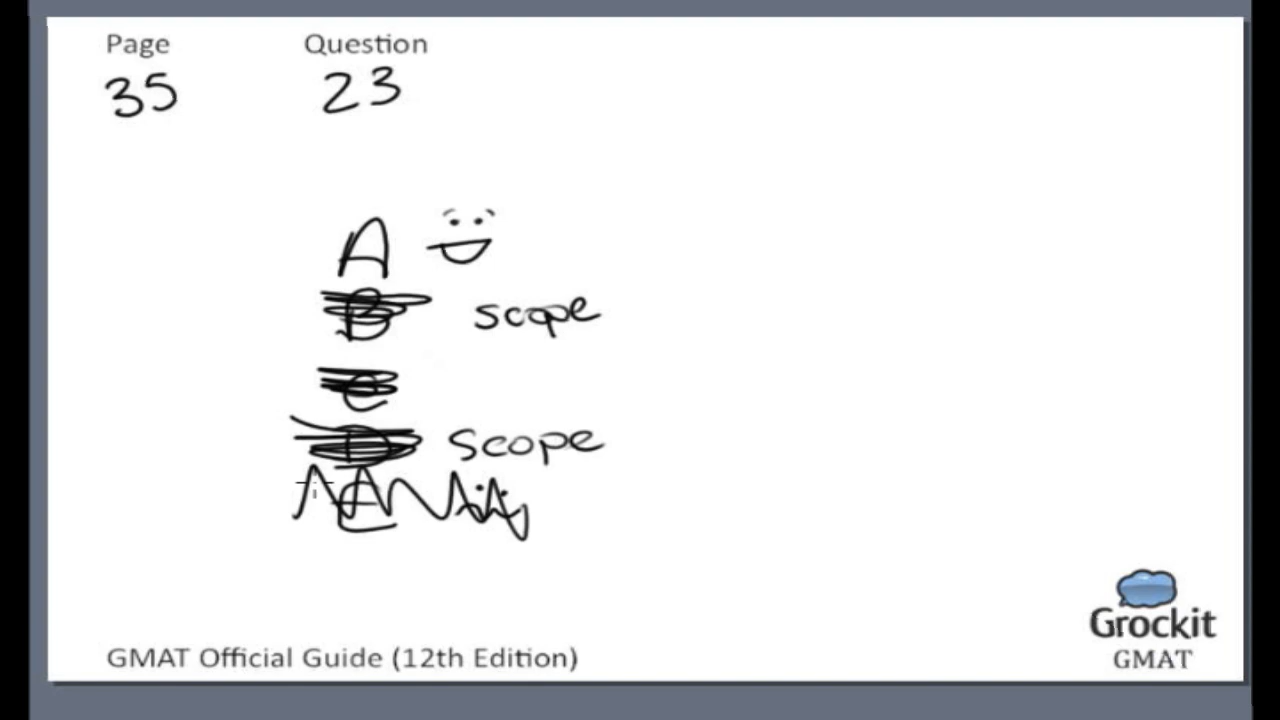 Page Question
35 23
A
B scope
C
D scope
E
Grockit
GMAT
GMAT Official Guide (12th Edition)